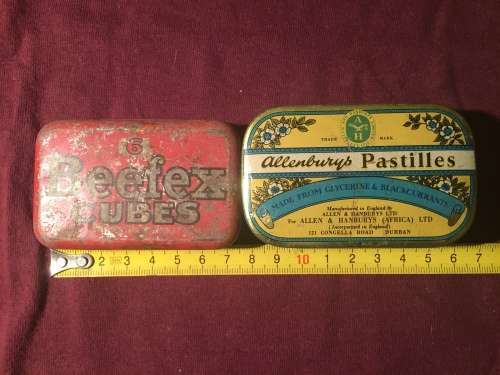 6
Beefex
CUBES
A
H
TRADE MARK
Allenburys Pastilles
MADE FROM GLYCERINE & BLACKCURRANTS
Manufactured in England by
ALLEN & HANBURYS LTD
For ALLEN & HANBURYS (AFRICA) LTD
(Incorporated in England)
121 CONGELLA ROAD DURBAN
2 3 4 5 6 7 8 9 10 1 2 3 4 5 6 7